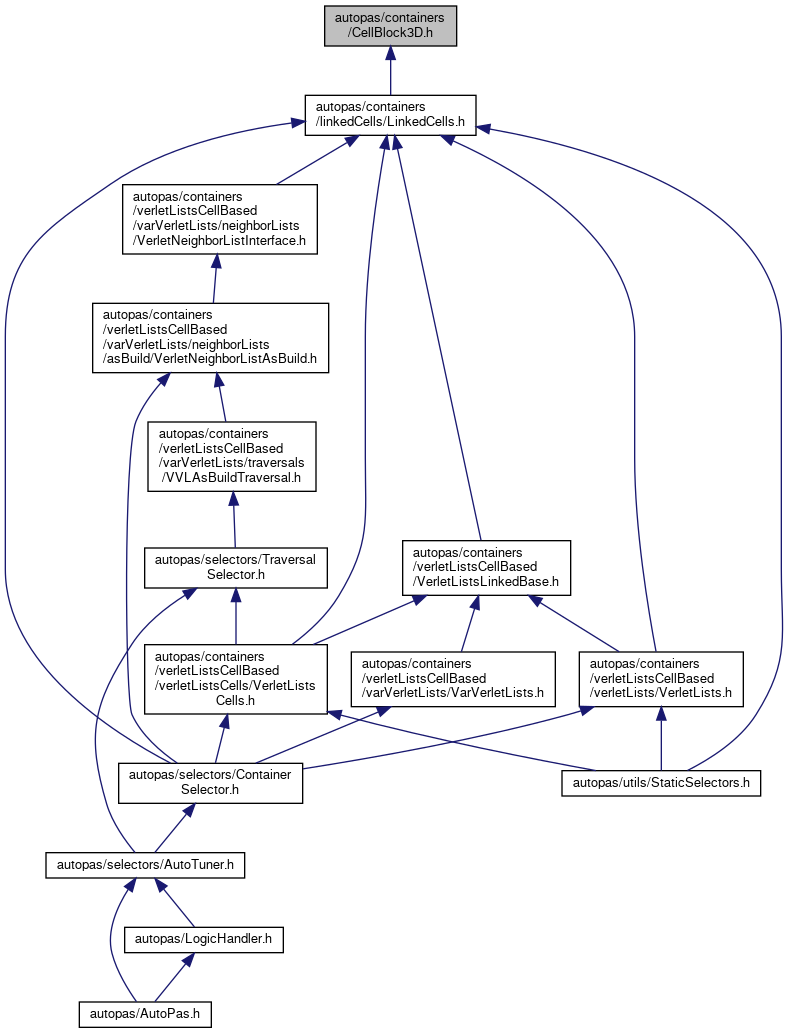 autopas/containers
/CellBlock3D.h
autopas/containers
/linkedCells/LinkedCells.h
autopas/containers
/verletListsCellBased
/varVerletLists/neighborLists
/VerletNeighborListInterface.h
autopas/containers
/verletListsCellBased
/varVerletLists/neighborLists
/asBuild/VerletNeighborListAsBuild.h
autopas/containers
/verletListsCellBased
/varVerletLists/traversals
/VVLAsBuildTraversal.h
autopas/selectors/Traversal
Selector.h
autopas/containers
/verletListsCellBased
/VerletListsLinkedBase.h
autopas/containers
/verletListsCellBased
/verletListsCells/VerletLists
Cells.h
autopas/containers
/verletListsCellBased
/varVerletLists/VarVerletLists.h
autopas/containers
/verletListsCellBased
/verletLists/VerletLists.h
autopas/selectors/Container
Selector.h
autopas/utils/StaticSelectors.h
autopas/selectors/AutoTuner.h
autopas/LogicHandler.h
autopas/AutoPas.h